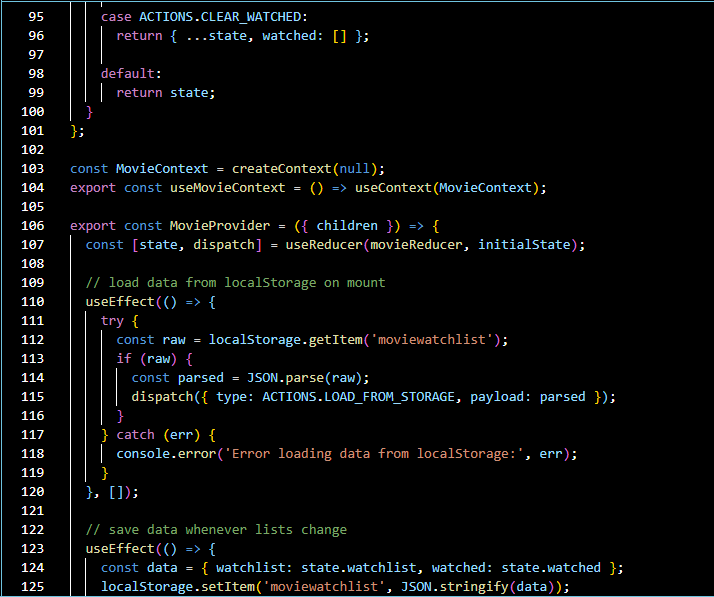 95     case ACTIONS.CLEAR_WATCHED:
96       return { ...state, watched: [] };
97
98     default:
99       return state;
100   }
101 };
102
103 const MovieContext = createContext(null);
104 export const useMovieContext = () => useContext(MovieContext);
105
106 export const MovieProvider = ({ children }) => {
107   const [state, dispatch] = useReducer(movieReducer, initialState);
108
109   // load data from localStorage on mount
110   useEffect(() => {
111     try {
112       const raw = localStorage.getItem('moviewatchlist');
113       if (raw) {
114         const parsed = JSON.parse(raw);
115         dispatch({ type: ACTIONS.LOAD_FROM_STORAGE, payload: parsed });
116       }
117     } catch (err) {
118       console.error('Error loading data from localStorage:', err);
119     }
120   }, []);
121
122   // save data whenever lists change
123   useEffect(() => {
124     const data = { watchlist: state.watchlist, watched: state.watched };
125     localStorage.setItem('moviewatchlist', JSON.stringify(data));